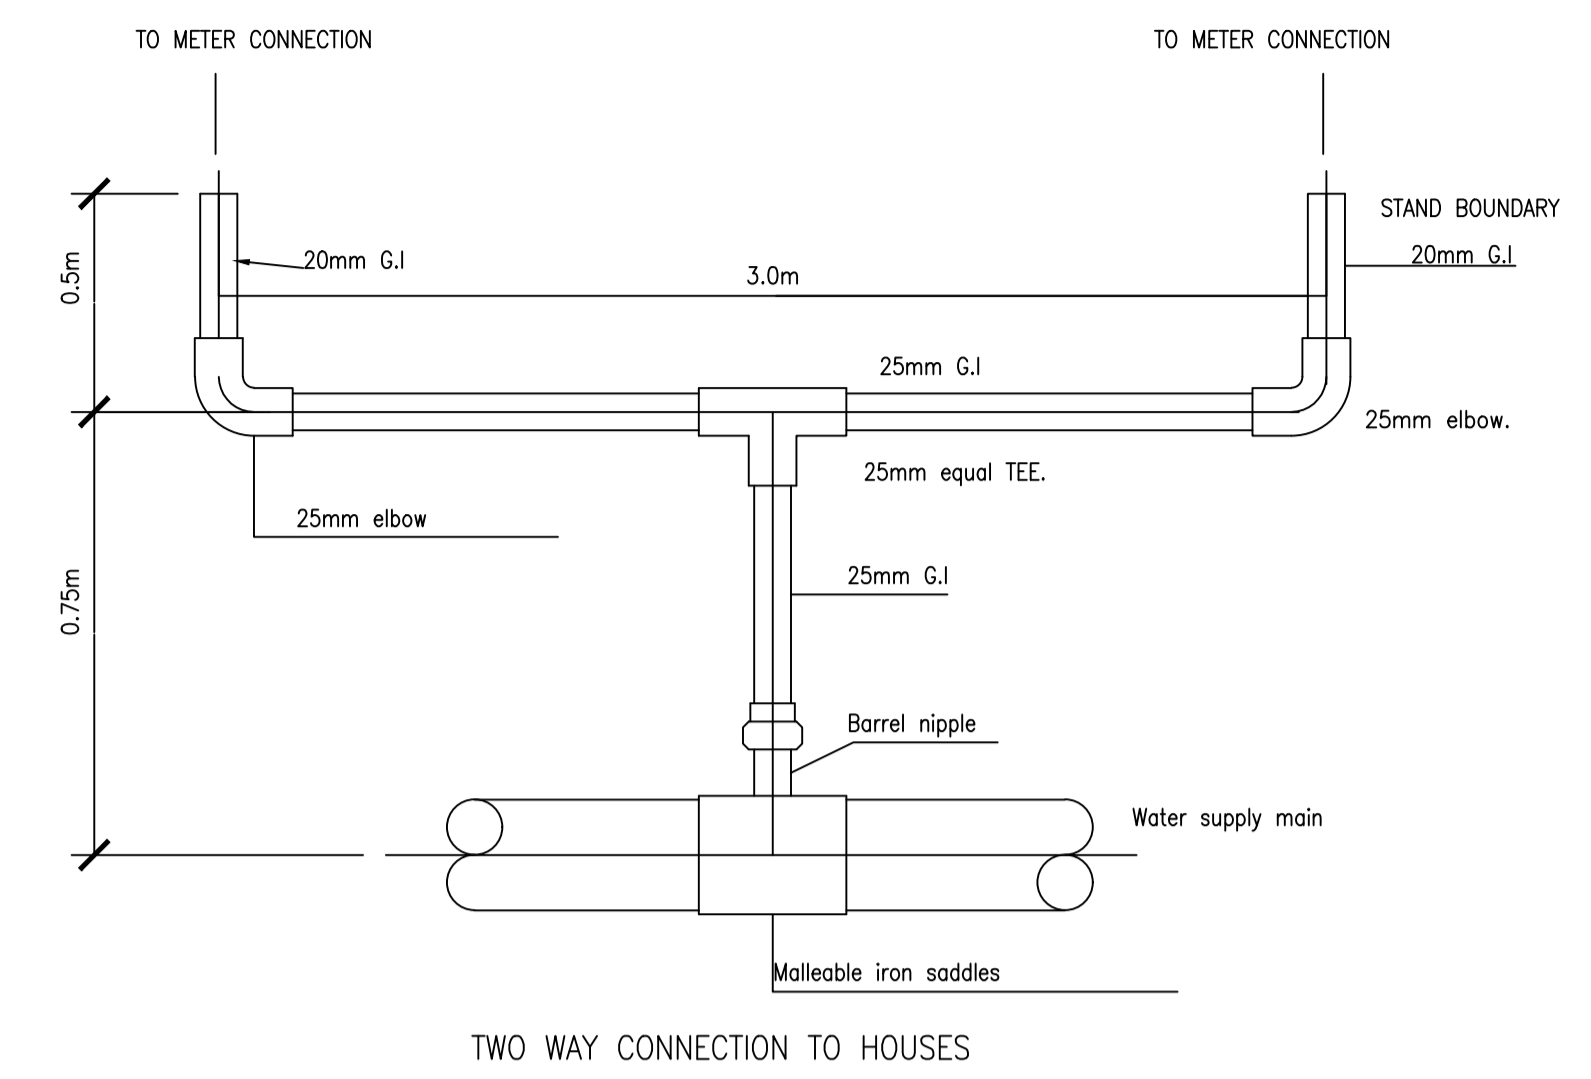 TO METER CONNECTION
TO METER CONNECTION
STAND BOUNDARY
20mm G.I
20mm G.I
3.0m
0.5m
25mm G.I
25mm elbow.
25mm equal TEE.
25mm elbow
25mm G.I
0.75m
Barrel nipple
Water supply main
Malleable iron saddles
TWO WAY CONNECTION TO HOUSES